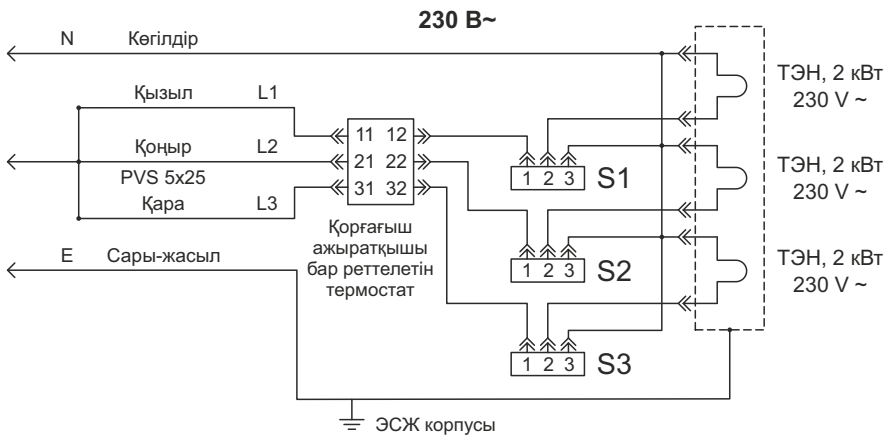 230 В~
N Көгілдір
ТЭН, 2 кВт
230 V ~
Қызыл L1
11 12
Қоңыр L2
21 22
PVS 5x25
31 32
Қара L3
1 2 3 S1
ТЭН, 2 кВт
230 V ~
Қорғағыш
ажыратқышы
бар реттелетін
термостат
E Сары-жасыл
1 2 3 S2
ТЭН, 2 кВт
230 V ~
1 2 3 S3
ЭСЖ корпусы